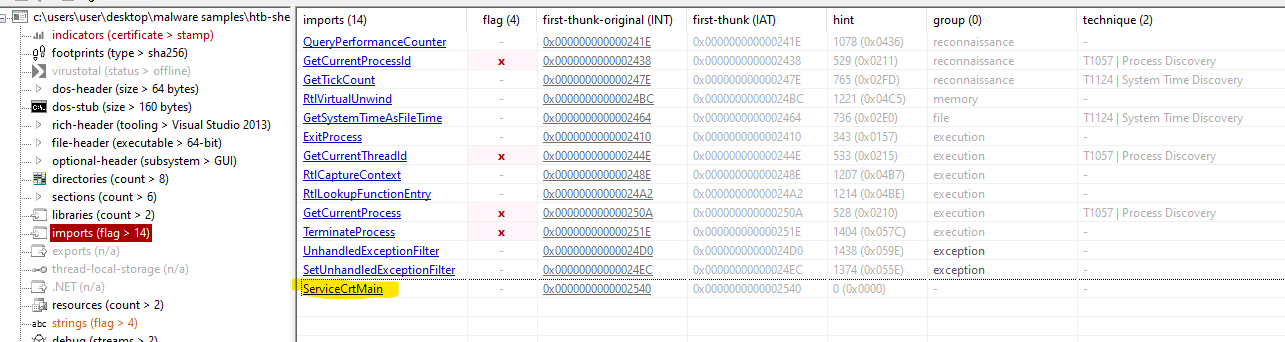 c:\users\user\desktop\malware samples\htb-she
indicators (certificate > stamp)
footprints (type > sha256)
virustotal (status > offline)
dos-header (size > 64 bytes)
dos-stub (size > 160 bytes)
rich-header (tooling > Visual Studio 2013)
file-header (executable > 64-bit)
optional-header (subsystem > GUI)
directories (count > 8)
sections (count > 6)
libraries (count > 2)
imports (flag > 14)
exports (n/a)
thread-local-storage (n/a)
.NET (n/a)
resources (count > 2)
abc strings (flag > 4)
debug (streams > 2)
imports (14) flag (4) first-thunk-original (INT) first-thunk (IAT) hint group (0) technique (2)
QueryPerformanceCounter - 0x000000000000241E 0x000000000000241E 1078 (0x0436) reconnaissance -
GetCurrentProcessId x 0x0000000000002438 0x0000000000002438 529 (0x0211) reconnaissance T1057 | Process Discovery
GetTickCount - 0x000000000000247E 0x000000000000247E 765 (0x02FD) reconnaissance T1124 | System Time Discovery
RtlVirtualUnwind - 0x00000000000024BC 0x00000000000024BC 1221 (0x04C5) memory -
GetSystemTimeAsFileTime - 0x0000000000002464 0x0000000000002464 736 (0x02E0) file T1124 | System Time Discovery
ExitProcess - 0x0000000000002410 0x0000000000002410 343 (0x0157) execution -
GetCurrentThreadId x 0x000000000000244E 0x000000000000244E 533 (0x0215) execution T1057 | Process Discovery
RtlCaptureContext - 0x000000000000248E 0x000000000000248E 1207 (0x04B7) execution -
RtlLookupFunctionEntry - 0x00000000000024A2 0x00000000000024A2 1214 (0x04BE) execution -
GetCurrentProcess x 0x000000000000250A 0x000000000000250A 528 (0x0210) execution T1057 | Process Discovery
TerminateProcess x 0x000000000000251E 0x000000000000251E 1404 (0x057C) execution -
UnhandledExceptionFilter - 0x00000000000024D0 0x00000000000024D0 1438 (0x059E) exception -
SetUnhandledExceptionFilter - 0x00000000000024EC 0x00000000000024EC 1374 (0x055E) exception -
ServiceCrtMain - 0x0000000000002540 0x0000000000002540 0 (0x0000) - -